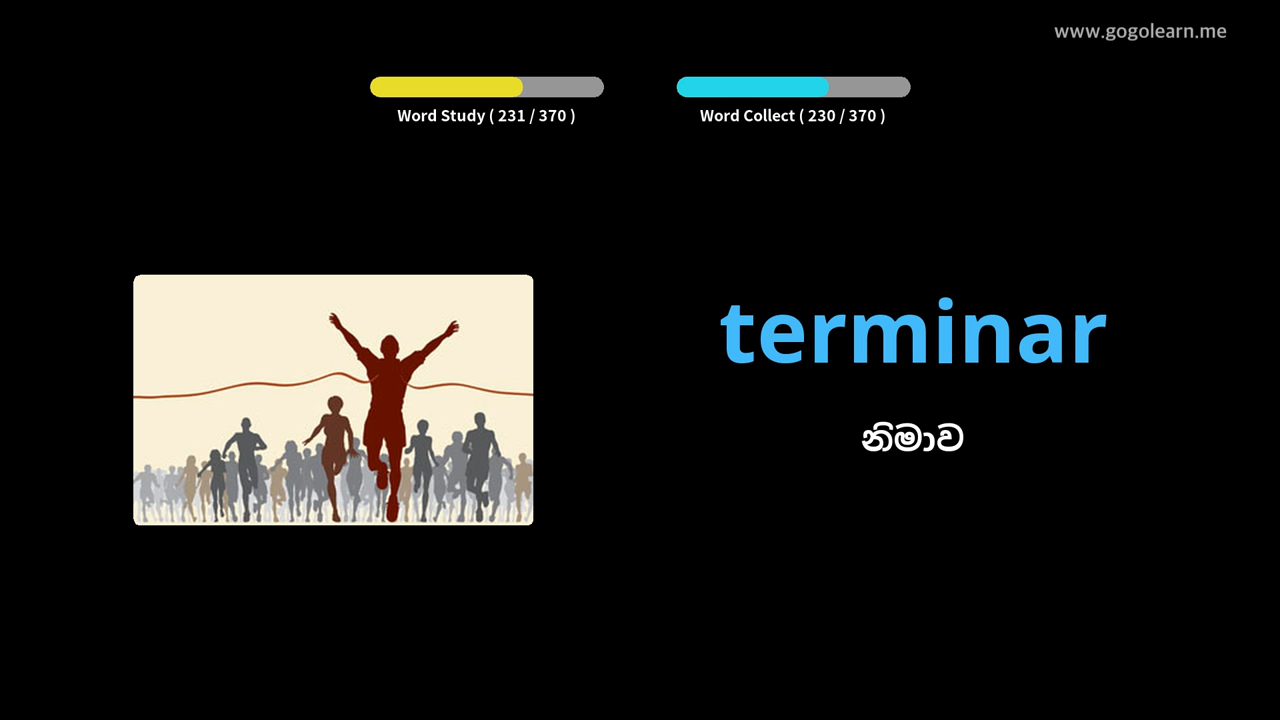 www.gogolearn.me
Word Study ( 231 / 370 )
Word Collect ( 230 / 370 )
terminar
නිමාව